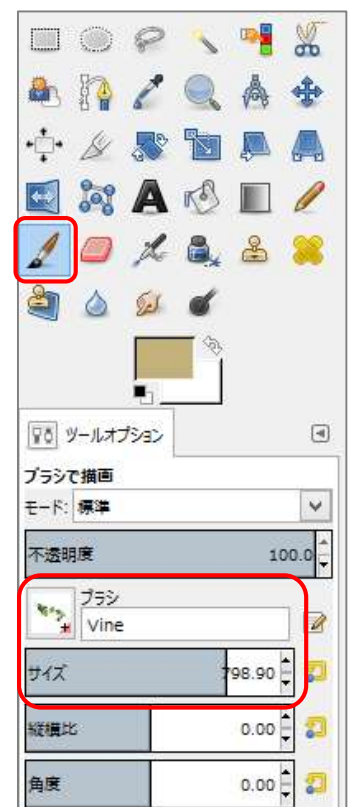 ツールオプション
ブラシで描画
モード: 標準
不透明度 100.0
ブラシ
Vine
サイズ 798.90
縦横比 0.00
角度 0.00